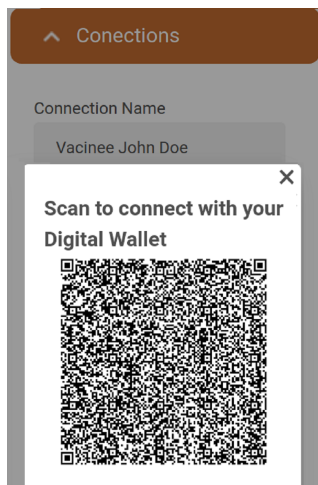 Conections
Connection Name
Vacinee John Doe
Scan to connect with your
Digital Wallet